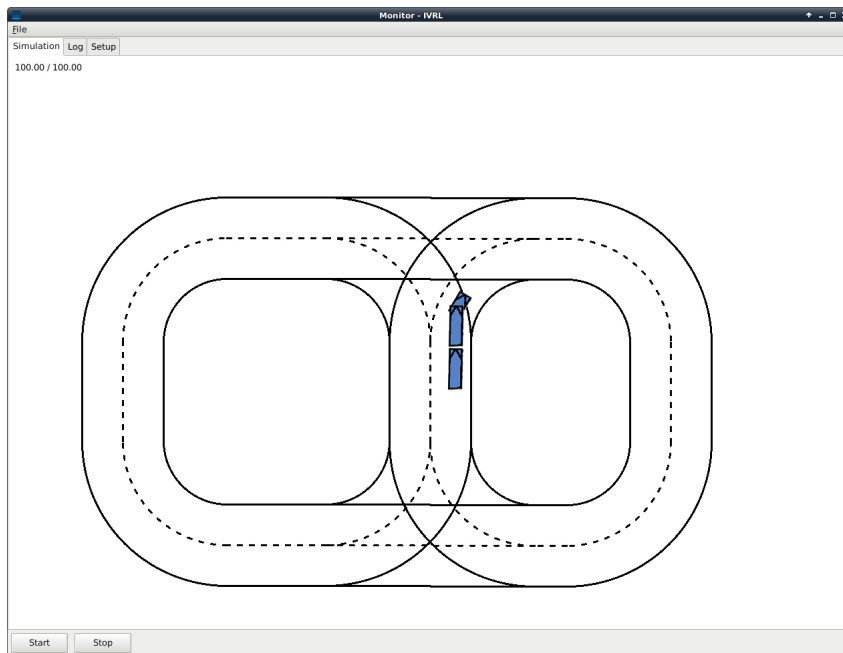 Monitor - IVRL
File
Simulation Log Setup
100.00 / 100.00
Start Stop